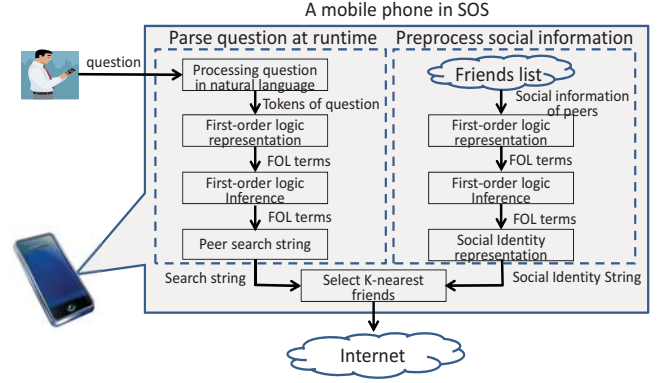 A mobile phone in SOS
Parse question at runtime
Preprocess social information
question
Processing question
in natural language
Tokens of question
First-order logic
representation
FOL terms
First-order logic
Inference
FOL terms
Peer search string
Search string
Friends list
Social information
of peers
First-order logic
representation
FOL terms
First-order logic
Inference
FOL terms
Social Identity
representation
Social Identity String
Select K-nearest
friends
Internet